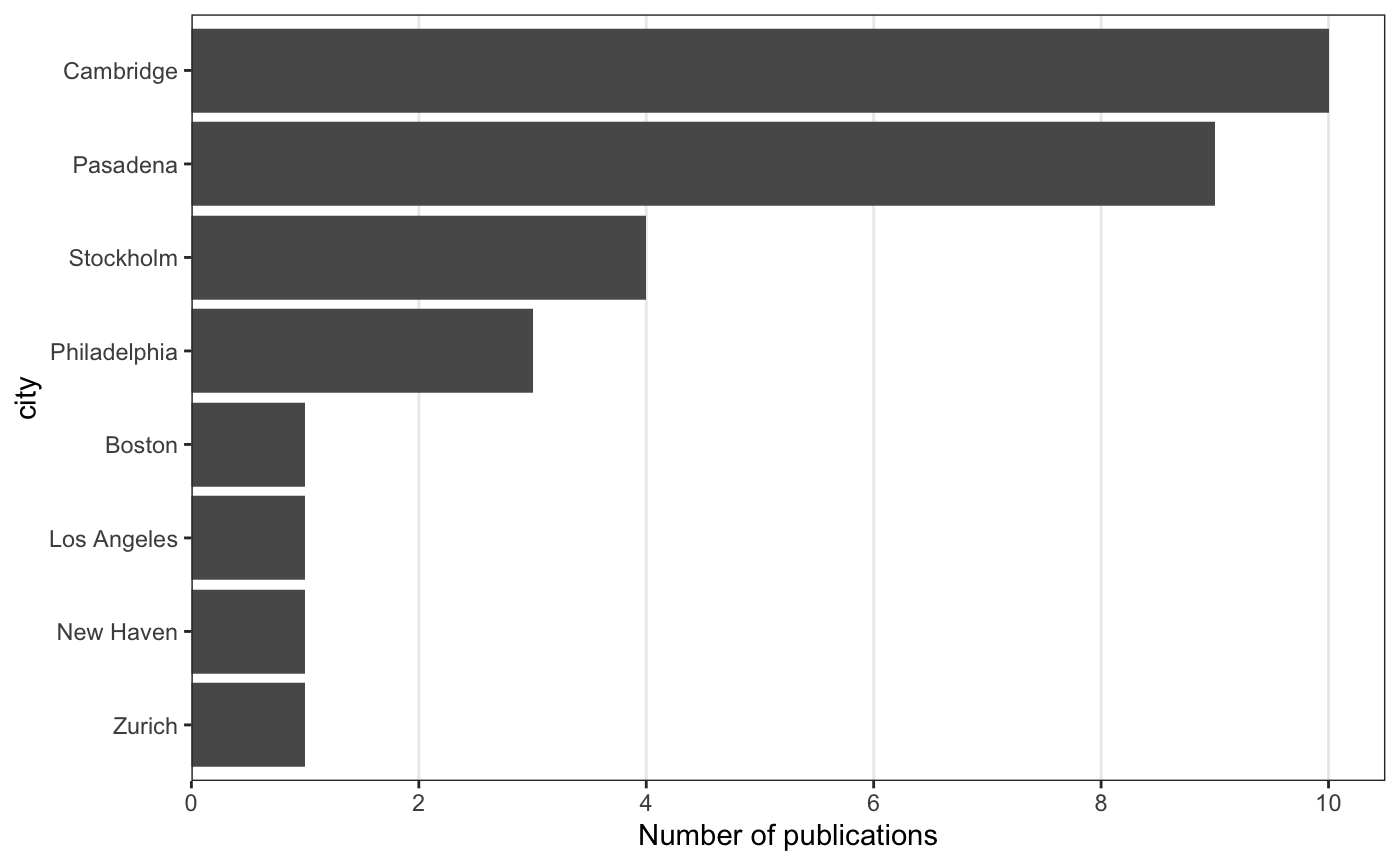 Cambridge
Pasadena
Stockholm
Philadelphia
Boston
Los Angeles
New Haven
Zurich
city
0 2 4 6 8 10
Number of publications